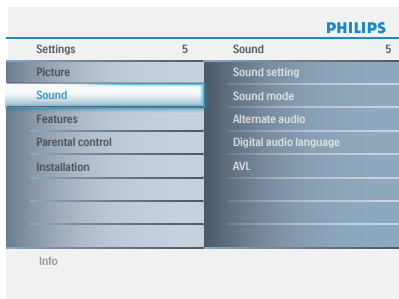 PHILIPS
Settings 5 Sound 5
Picture Sound setting
Sound Sound mode
Features Alternate audio
Parental control Digital audio language
Installation AVL
Info